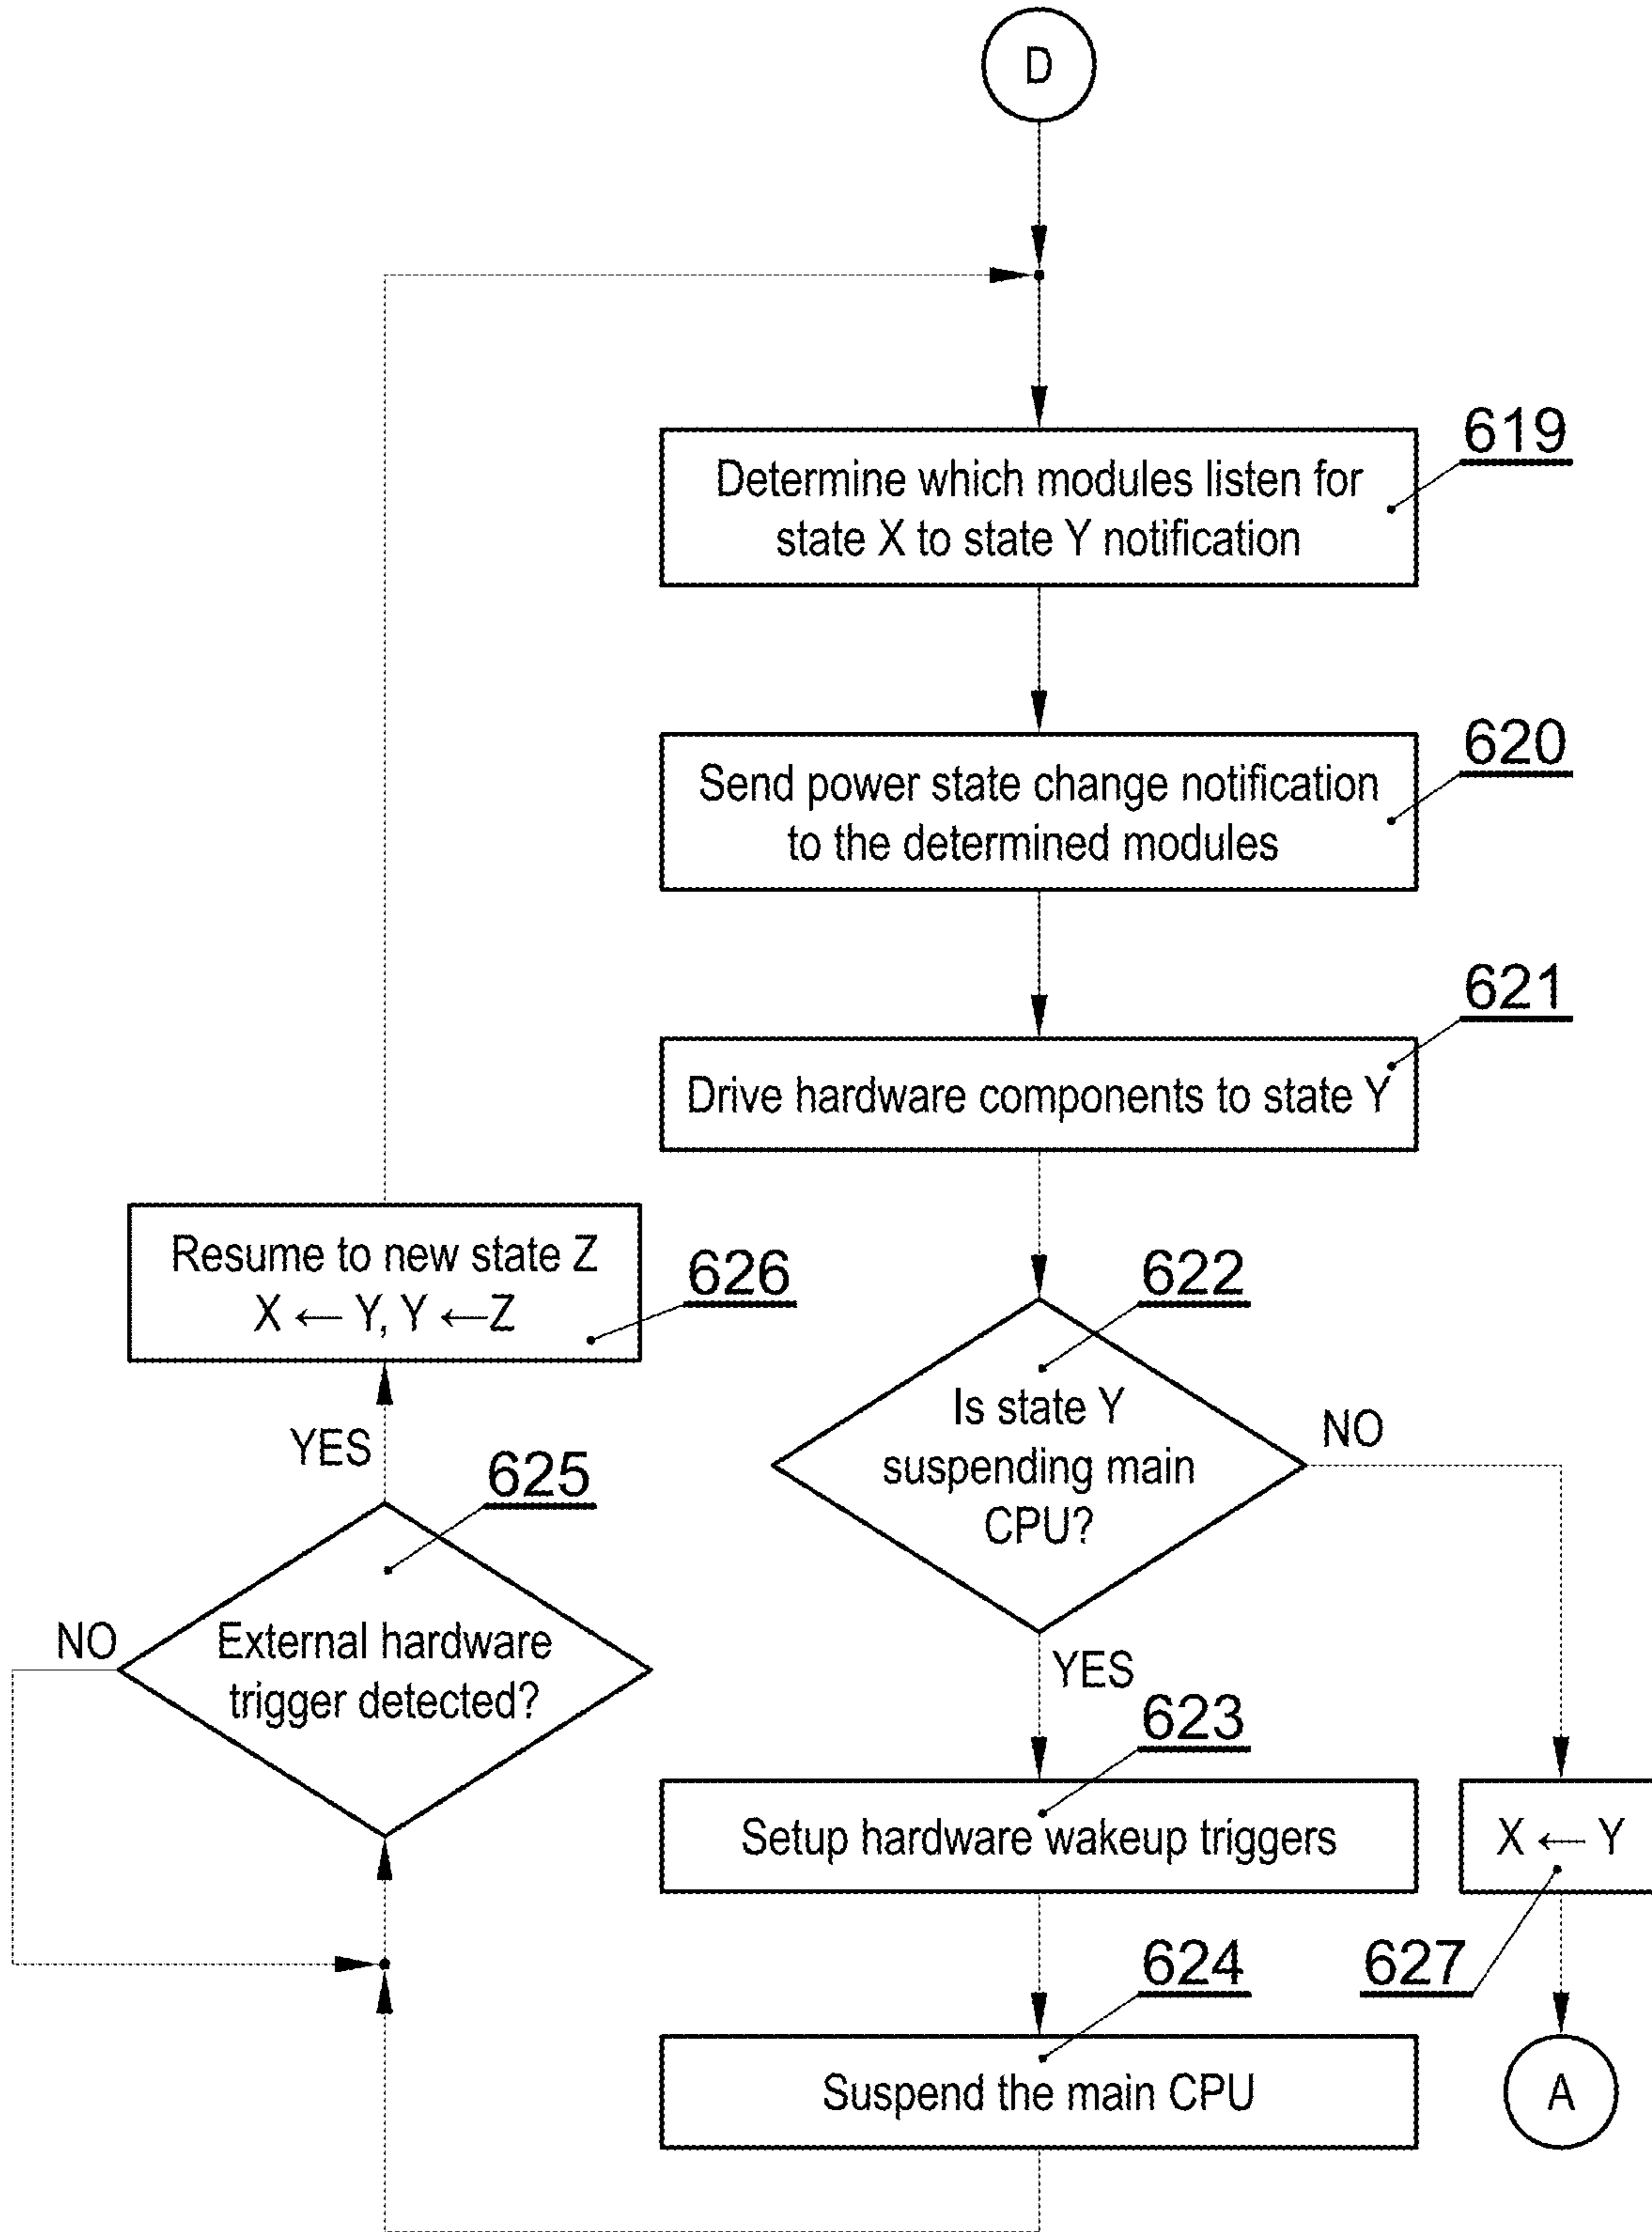 D
619
Determine which modules listen for
state X to state Y notification
620
Send power state change notification
to the determined modules
621
Drive hardware components to state Y
Resume to new state Z
X ← Y, Y ←Z
626
622
Is state Y
suspending main
CPU?
NO
YES
YES
625
External hardware
trigger detected?
NO
623
Setup hardware wakeup triggers
X ← Y
627
624
Suspend the main CPU
A